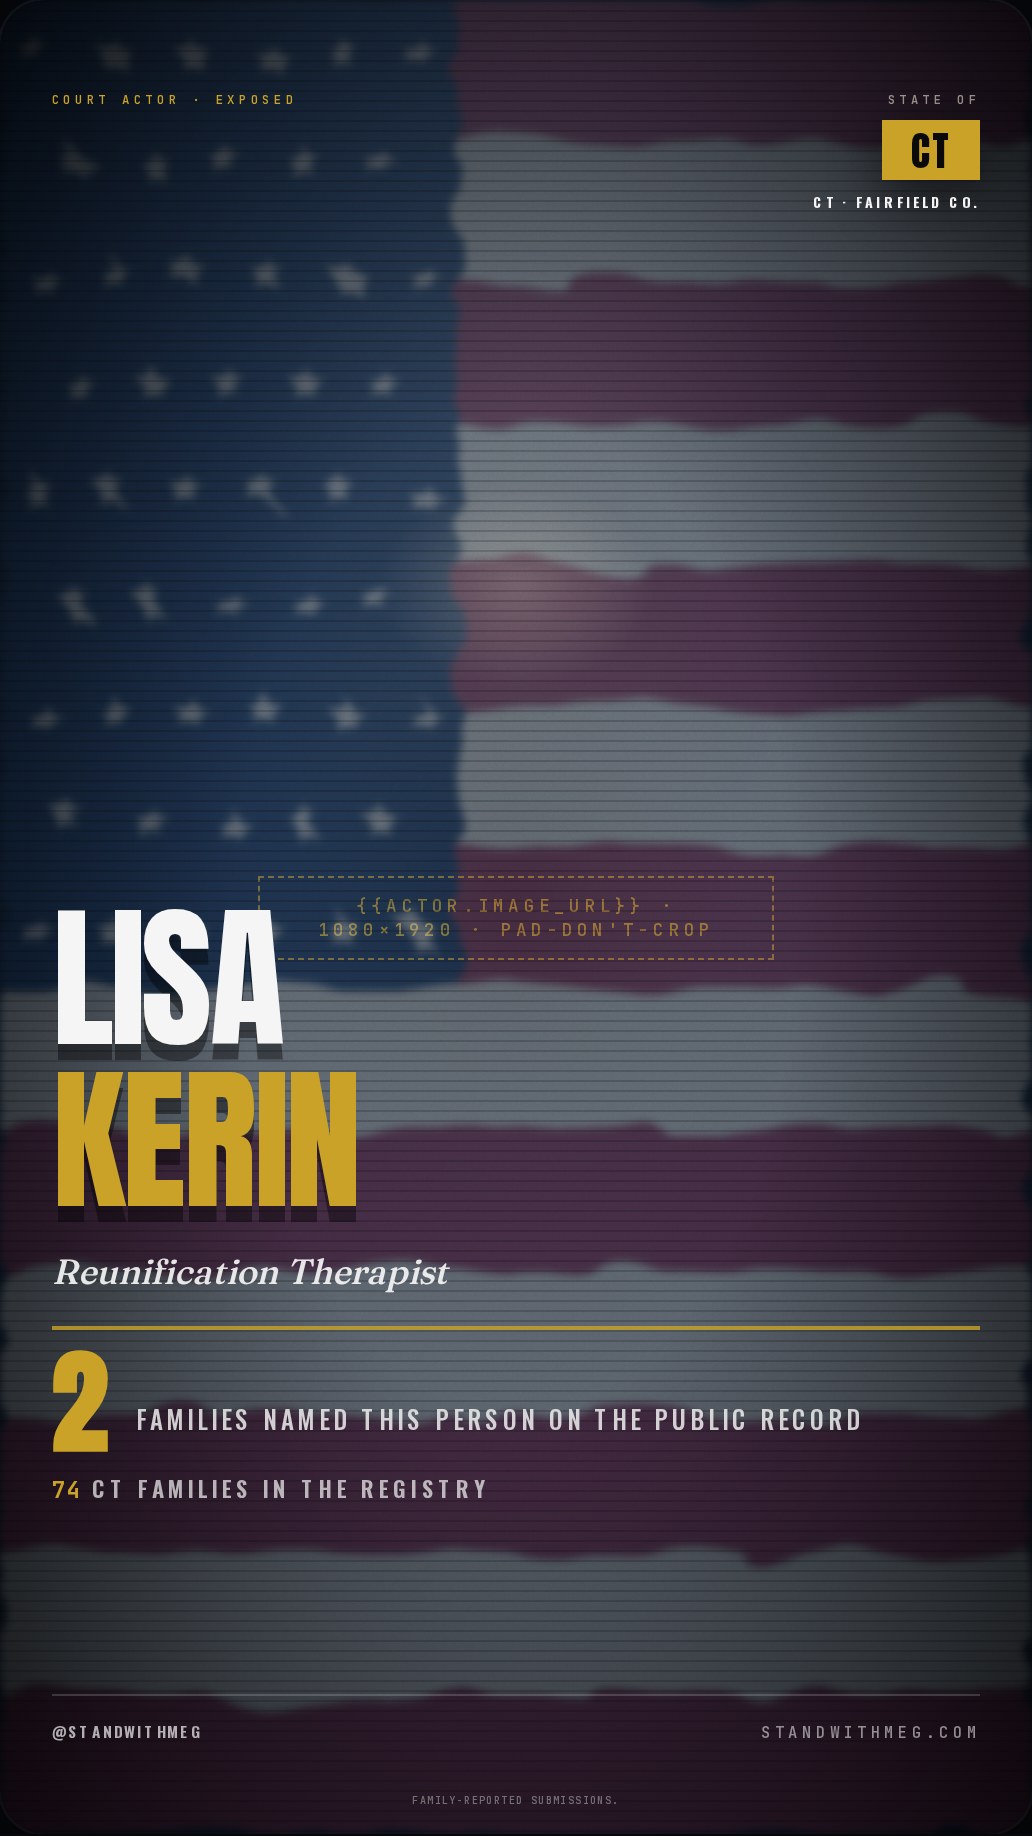 COURT ACTOR · EXPOSED
STATE OF
CT
CT · FAIRFIELD CO.
{{ACTOR.IMAGE_URL}} ·
1080×1920 · PAD-DON'T-CROP
LISA
KERIN
Reunification Therapist
2 FAMILIES NAMED THIS PERSON ON THE PUBLIC RECORD
74 CT FAMILIES IN THE REGISTRY
@STANDWITHMEG
STANDWITHMEG.COM
FAMILY-REPORTED SUBMISSIONS.